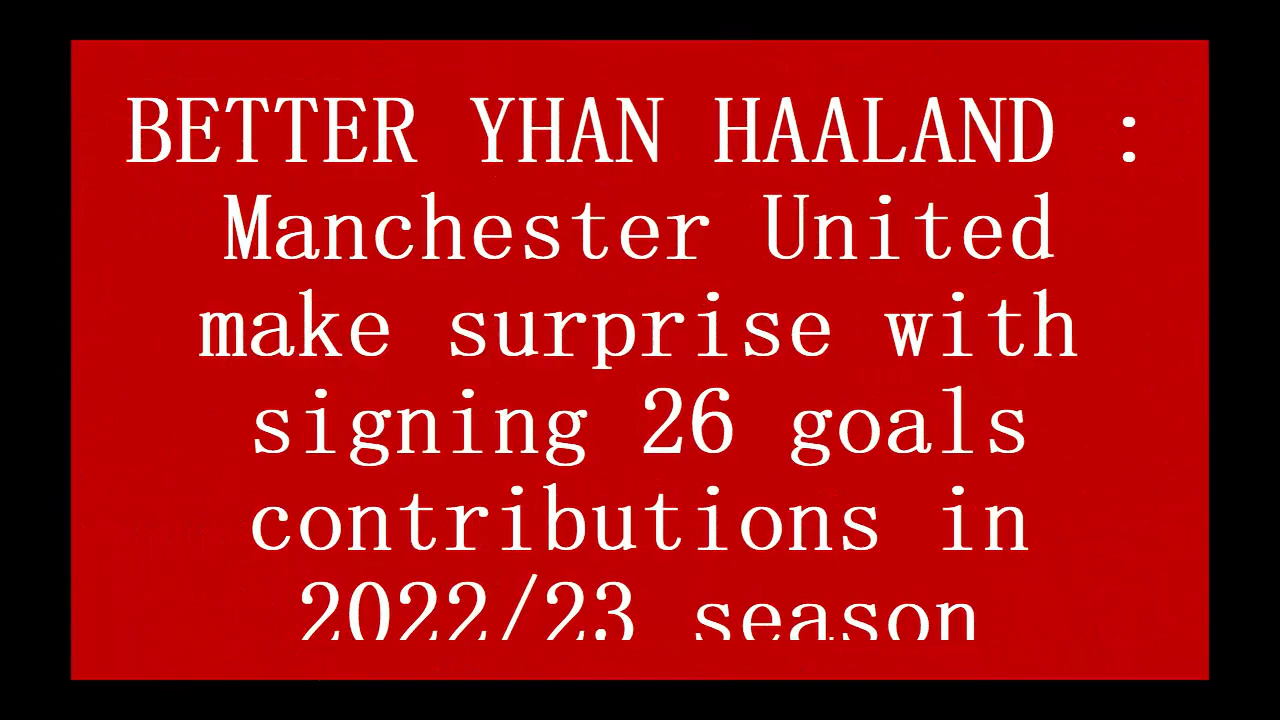 BETTER YHAN HAALAND :
Manchester United
make surprise with
signing 26 goals
contributions in
2022/23 season